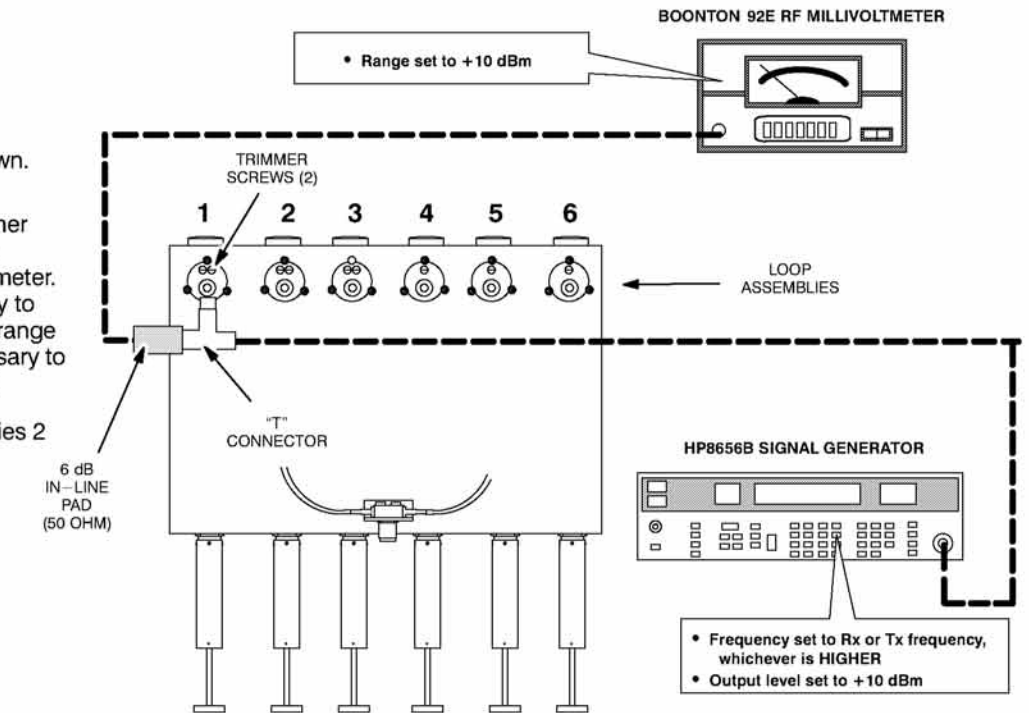 BOONTON 92E RF MILLIVOLTMETER
• Range set to +10 dBm
wn.
ner
meter.
y to
range
sary to
ies 2
TRIMMER
SCREWS (2)
1 2 3 4 5 6
LOOP
ASSEMBLIES
"T"
CONNECTOR
6 dB
IN–LINE
PAD
(50 OHM)
HP8656B SIGNAL GENERATOR
• Frequency set to Rx or Tx frequency,
whichever is HIGHER
• Output level set to +10 dBm